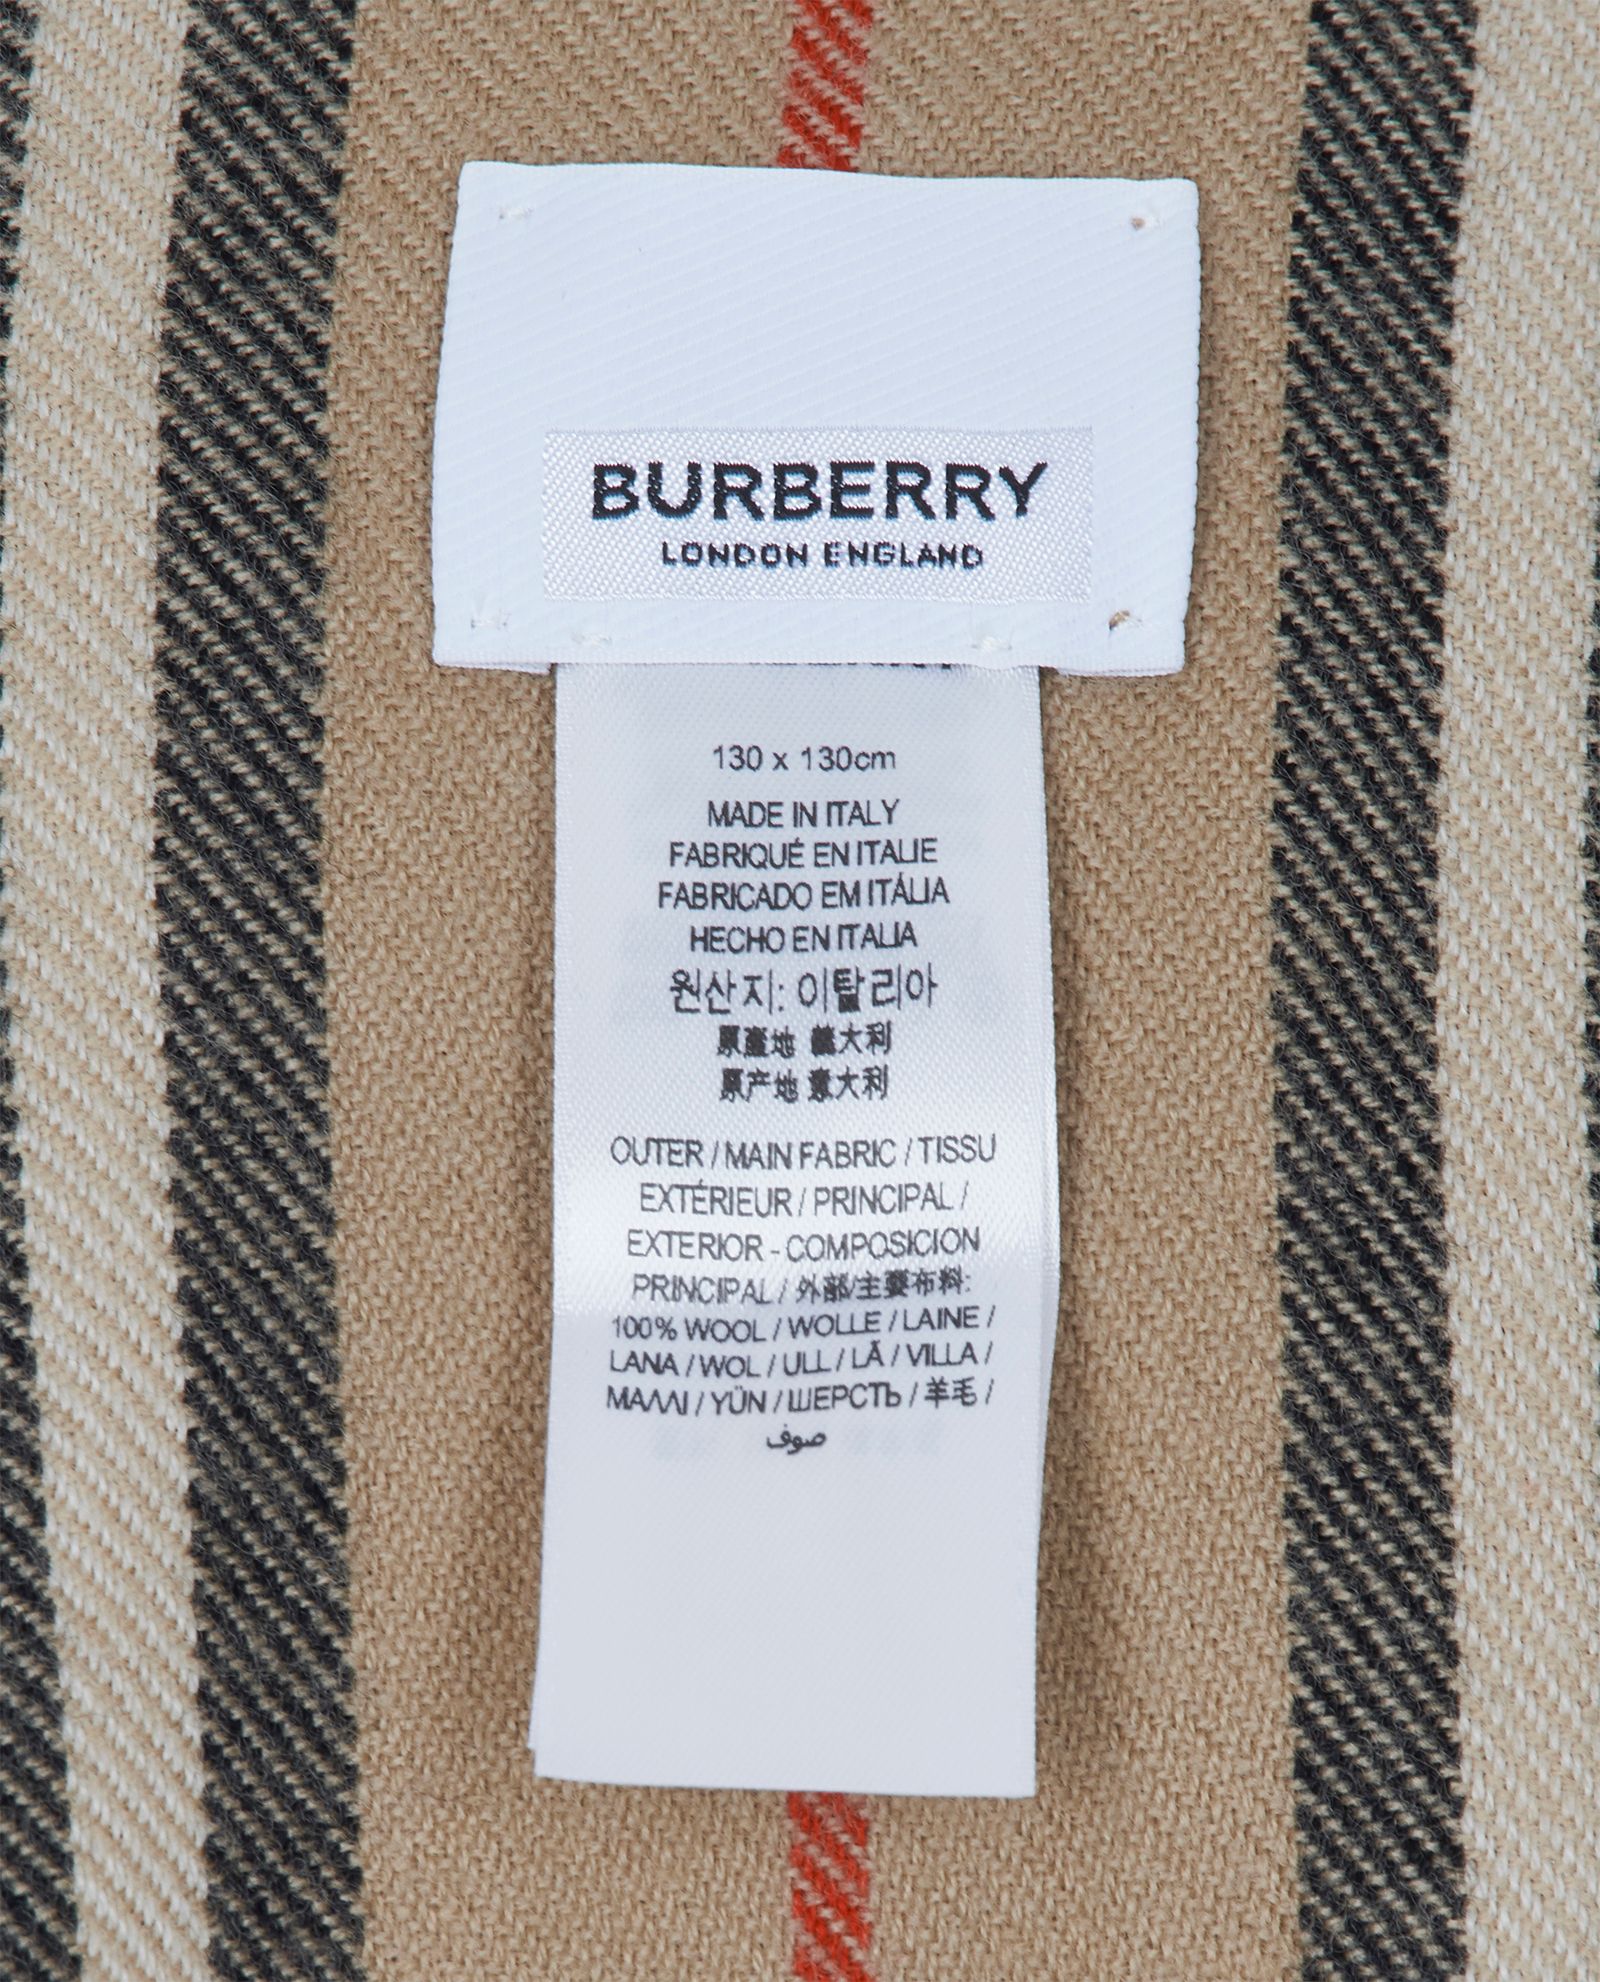 BURBERRY
LONDON ENGLAND
130 x 130cm
MADE IN ITALY
FABRIQUÉ EN ITALIE
FABRICADO EM ITÁLIA
HECHO EN ITALIA
원산지: 이탈리아
原產地 義大利
原产地 意大利
OUTER / MAIN FABRIC / TISSU
EXTÉRIEUR / PRINCIPAL /
EXTERIOR - COMPOSICION
PRINCIPAL / 外部/主要布料:
100% WOOL / WOLLE / LAINE /
LANA / WOL / ULL / LÃ / VILLA /
ΜΑΛΛΙ / YÜN / ШЕРСТЬ / 羊毛 /
صوف